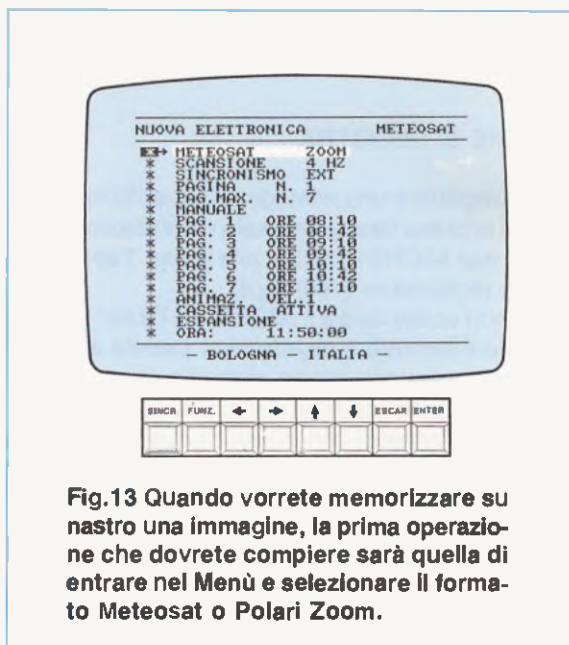 NUOVA ELETTRONICA METEOSAT
METEOSAT ZOOM
* SCANSIONE 4 HZ
* SINCRONISMO EXT
* PAGINA N. 1
* PAG.MAX. N. 7
* MANUALE
* PAG. 1 ORE 08:10
* PAG. 2 ORE 08:42
* PAG. 3 ORE 09:10
* PAG. 4 ORE 09:42
* PAG. 5 ORE 10:10
* PAG. 6 ORE 10:42
* PAG. 7 ORE 11:10
* ANIMAZ. VEL.1
* CASSETTA ATTIVA
* ESPANSIONE
* ORA: 11:50:00
— BOLOGNA — ITALIA —
SINCR. FUNZ. ← → ↑ ↓ ESCAR ENTER
Fig.13 Quando vorrete memorizzare su
nastro una immagine, la prima operazio-
ne che dovrete compiere sarà quella di
entrare nel Menù e selezionare il forma-
to Meteosat o Polari Zoom.